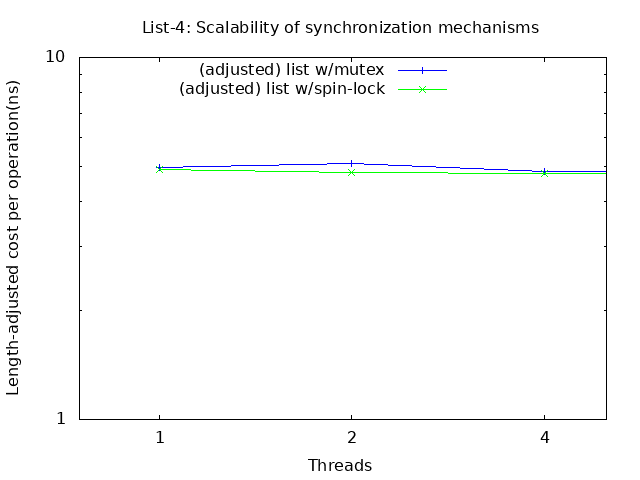 List-4: Scalability of synchronization mechanisms
10
(adjusted) list w/mutex
(adjusted) list w/spin-lock
Length-adjusted cost per operation(ns)
1
1 2 4
Threads